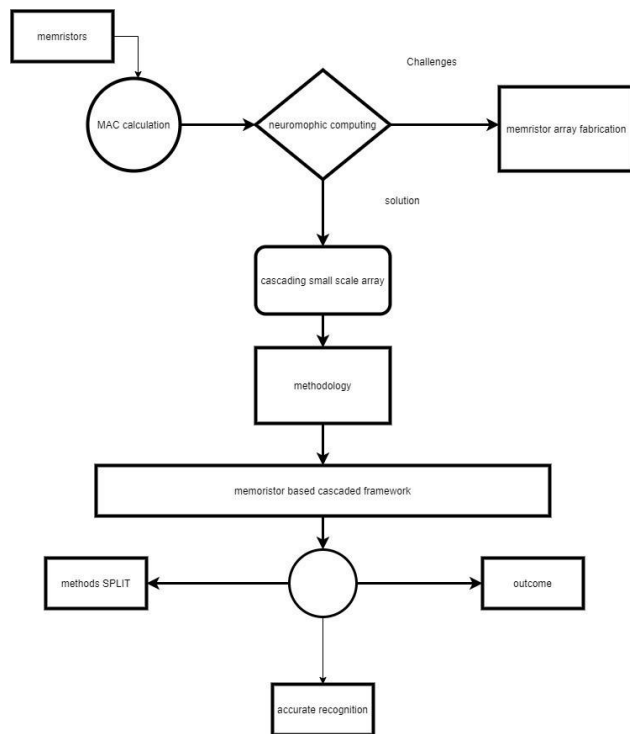 memristors
Challenges
MAC calculation
neuromophic computing
memristor array fabrication
solution
cascading small scale array
methodology
memoristor based cascaded framework
methods SPLIT
outcome
accurate recognition